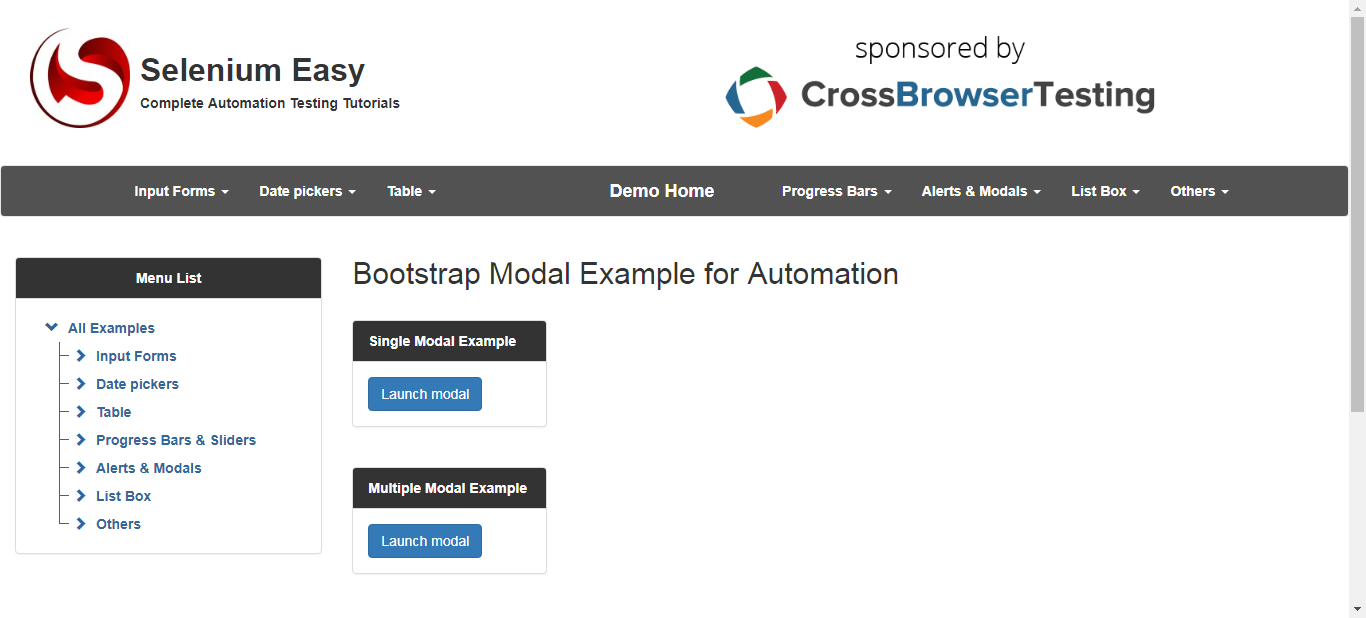 Selenium Easy
Complete Automation Testing Tutorials
sponsored by
CrossBrowserTesting
Input Forms
Date pickers
Table
Demo Home
Progress Bars
Alerts & Modals
List Box
Others
Menu List
All Examples
Input Forms
Date pickers
Table
Progress Bars & Sliders
Alerts & Modals
List Box
Others
Bootstrap Modal Example for Automation
Single Modal Example
Launch modal
Multiple Modal Example
Launch modal